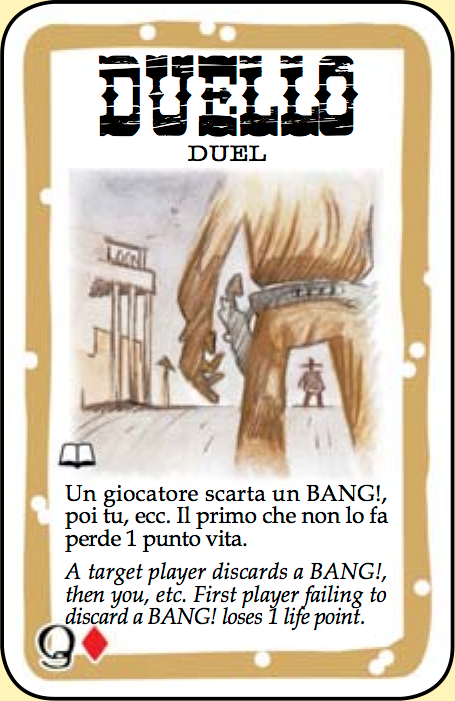 DUELLO
DUEL
Un giocatore scarta un BANG!,
poi tu, ecc. Il primo che non lo fa
perde 1 punto vita.
A target player discards a BANG!,
then you, etc. First player failing to
discard a BANG! loses 1 life point.
Q♦